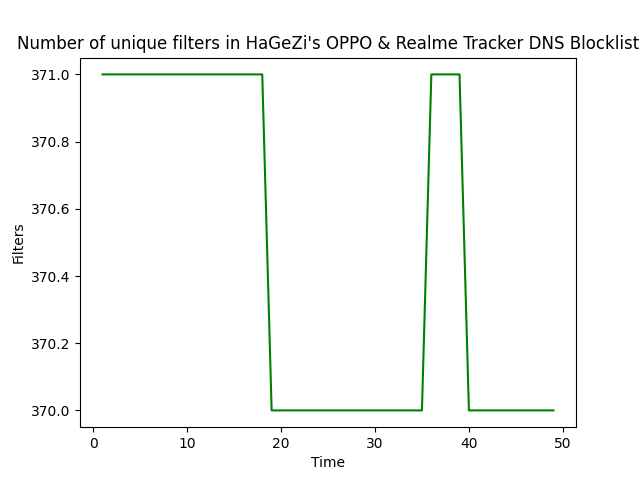 Number of unique filters in HaGeZi's OPPO & Realme Tracker DNS Blocklist
371.0
370.8
370.6
370.4
370.2
370.0
Filters
0 10 20 30 40 50
Time